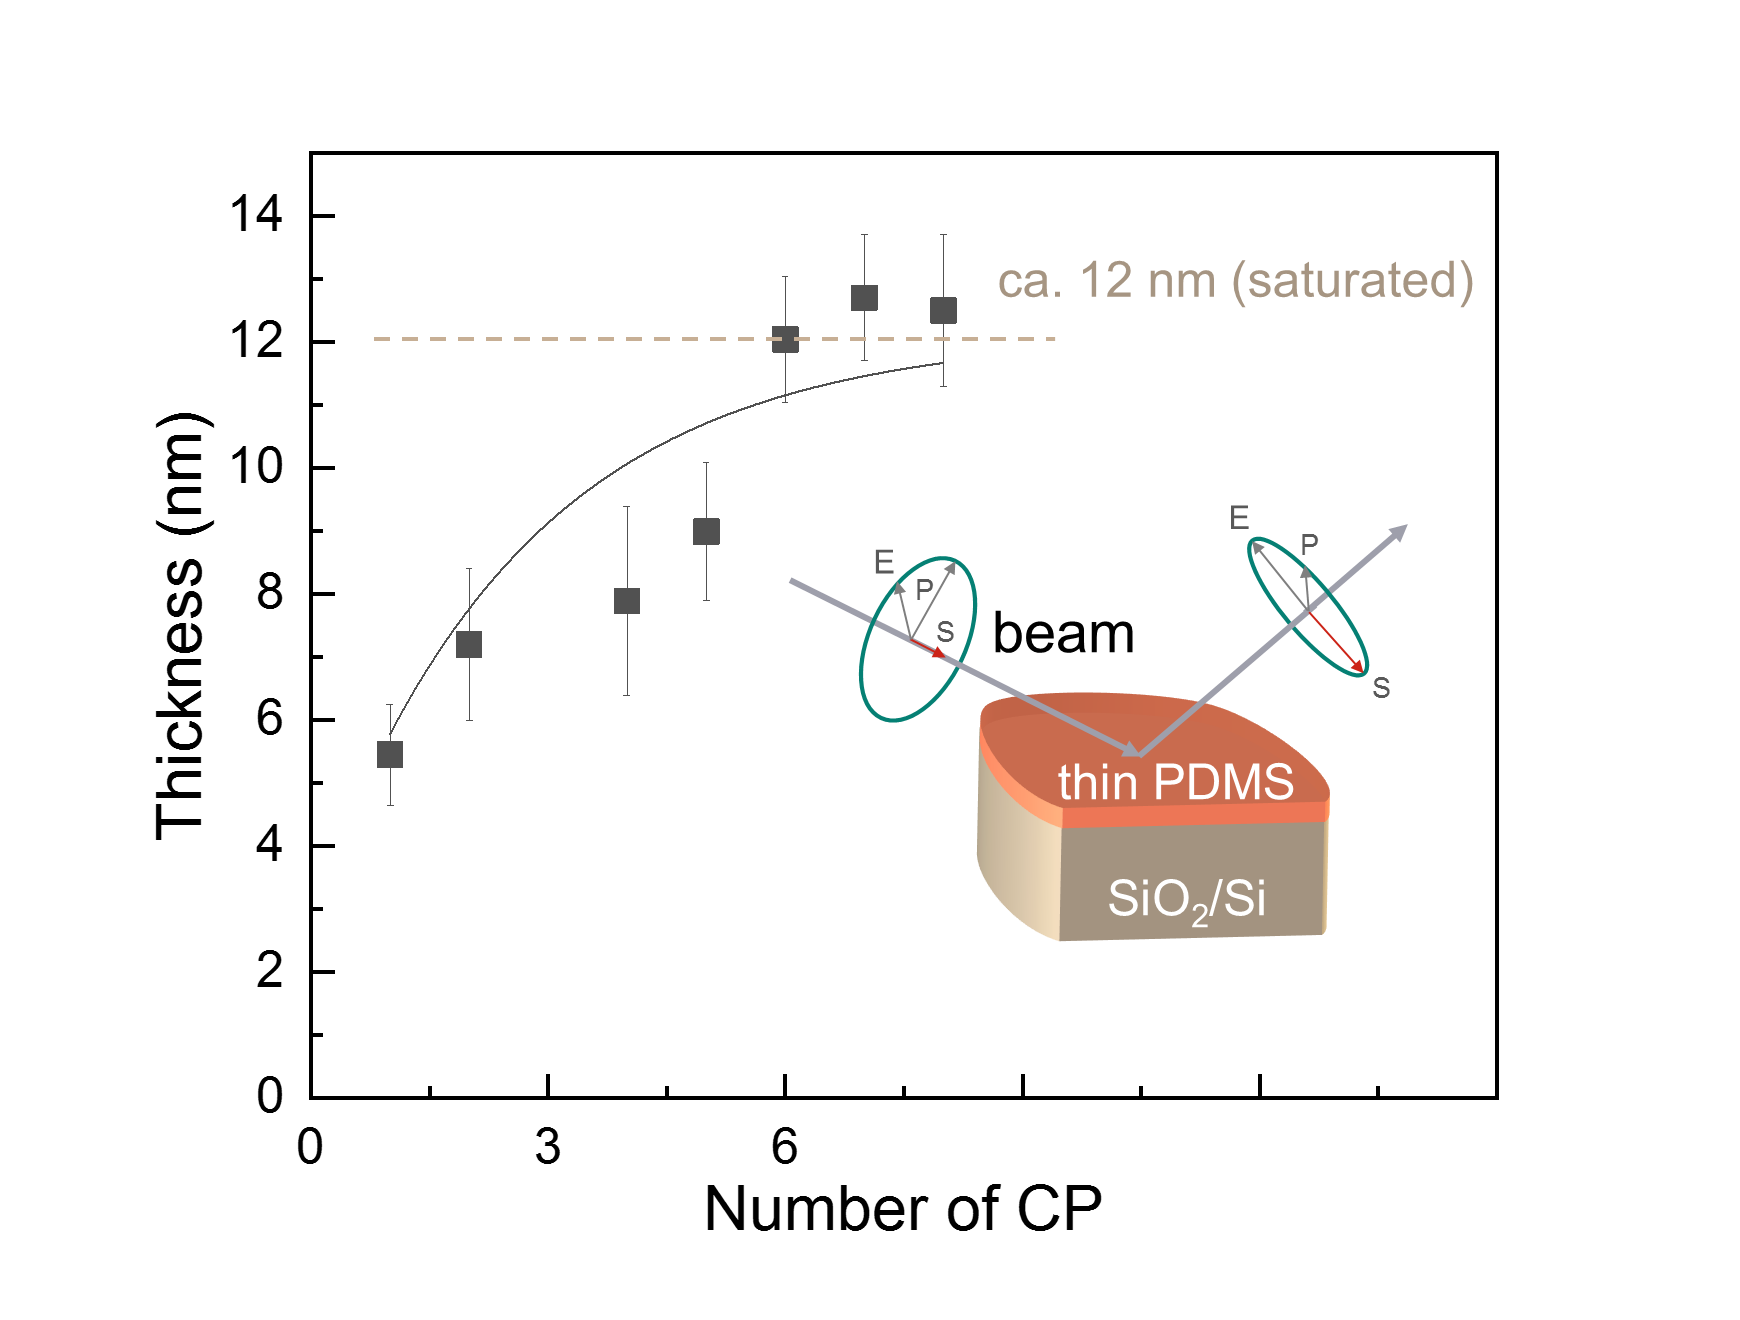 14
12
10
8
6
4
2
0
0
3
6
Thickness (nm)
Number of CP
ca. 12 nm (saturated)
E
P
S
beam
E
P
S
thin PDMS
SiO₂/Si